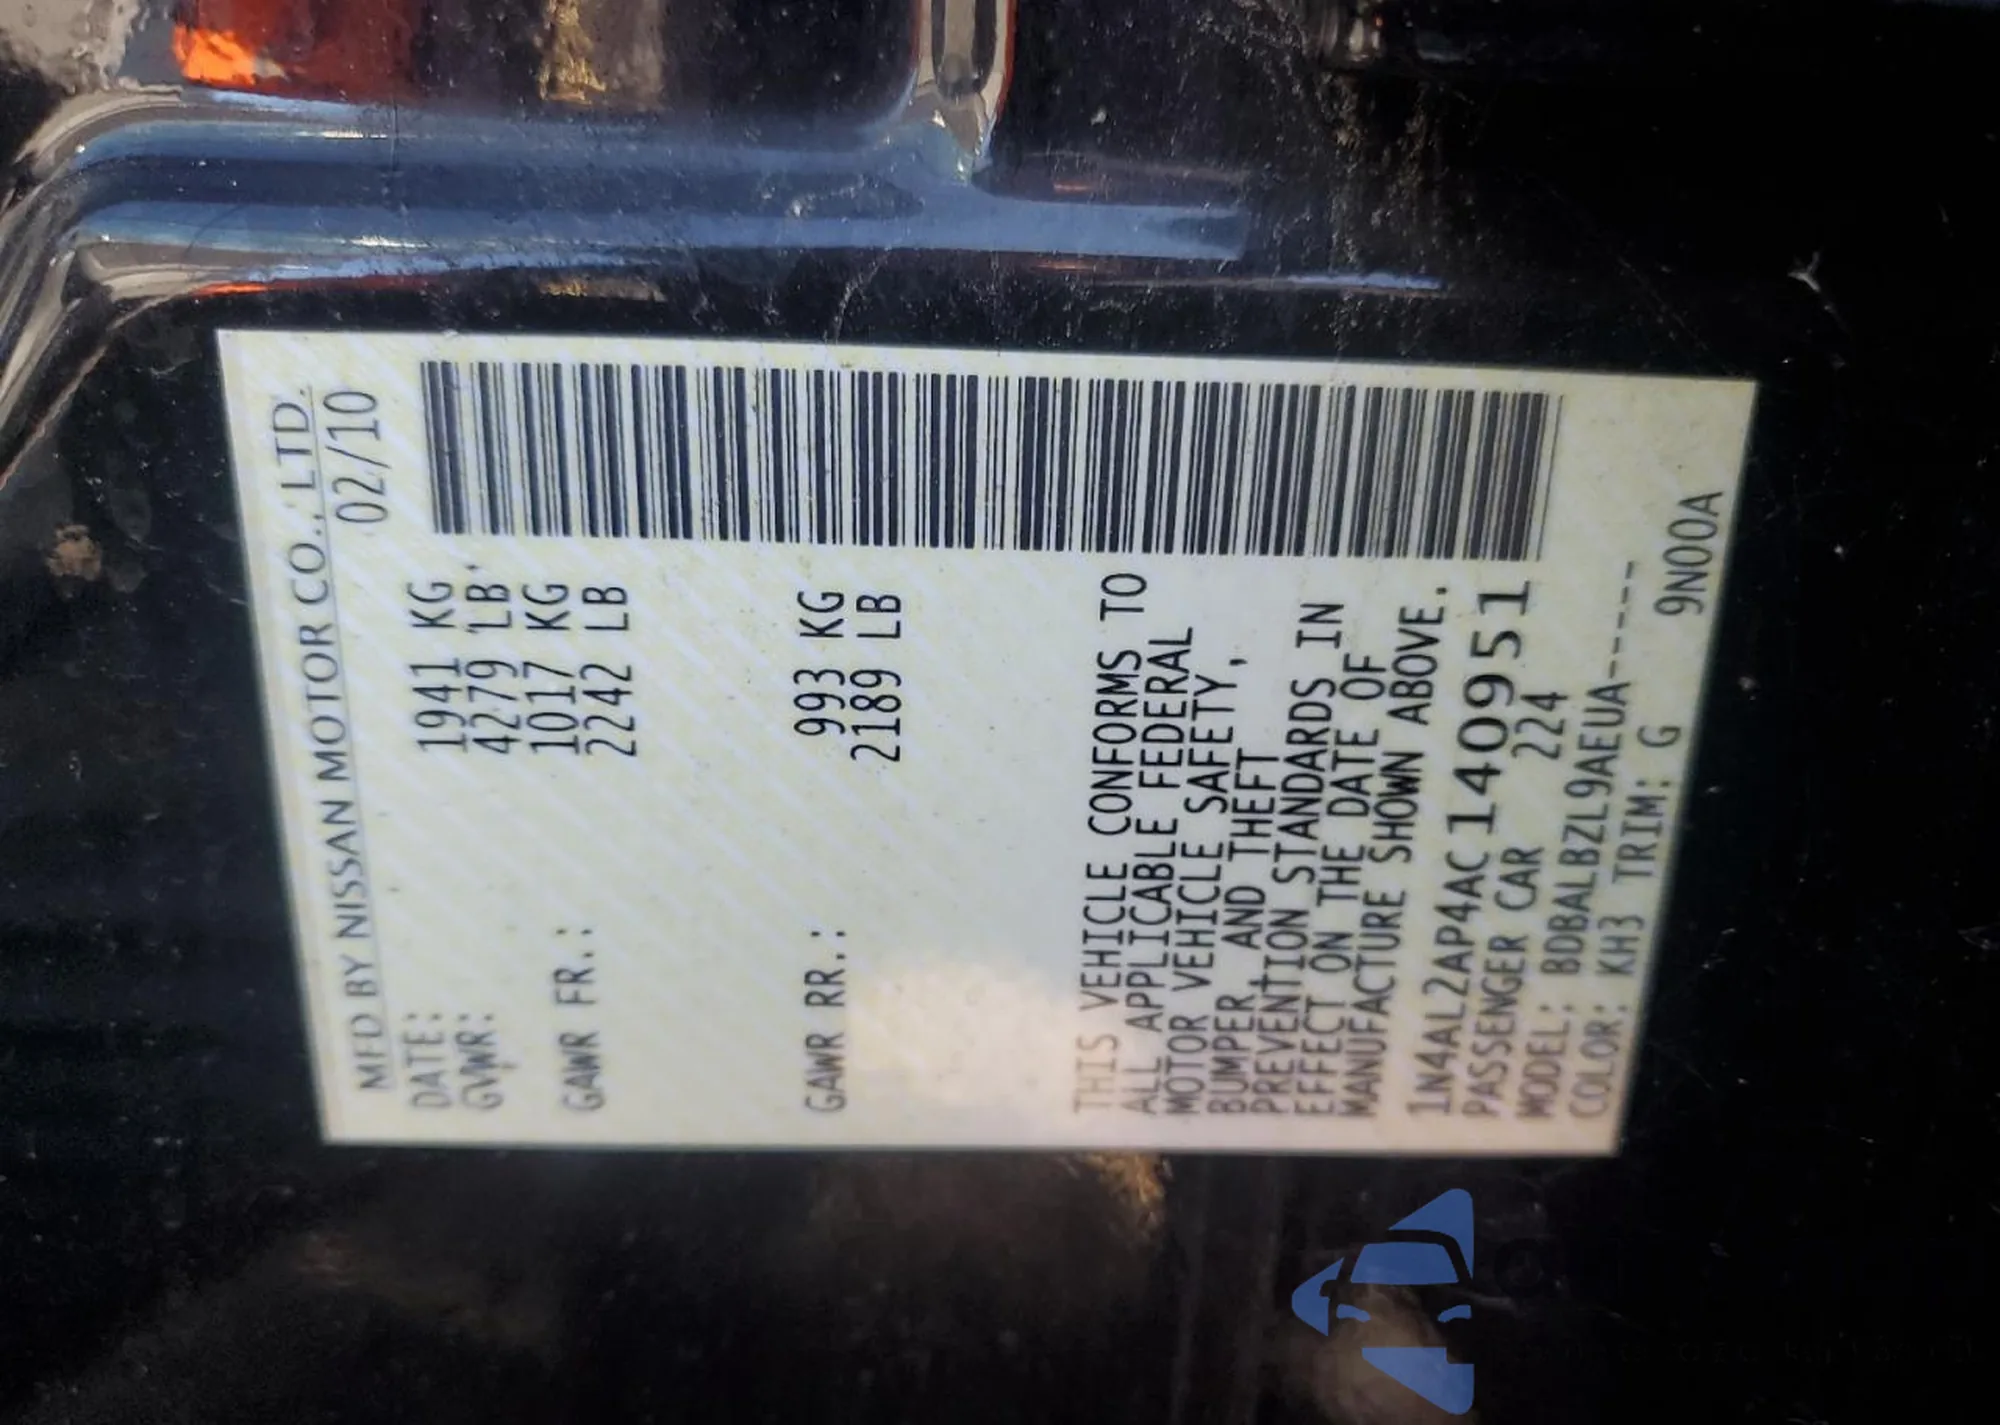 MFD BY NISSAN MOTOR CO., LTD.
DATE: 02/10
GVWR: 1941 KG
4279 LB
GAWR FR.: 1017 KG
2242 LB
GAWR RR.: 993 KG
2189 LB
THIS VEHICLE CONFORMS TO
ALL APPLICABLE FEDERAL
MOTOR VEHICLE SAFETY,
BUMPER, AND THEFT
PREVENTION STANDARDS IN
EFFECT ON THE DATE OF
MANUFACTURE SHOWN ABOVE.
1N4AL2AP4AC140951
PASSENGER CAR 224
MODEL: BDBALBZL9AEUA-----
COLOR: KH3 TRIM: G 9N00A